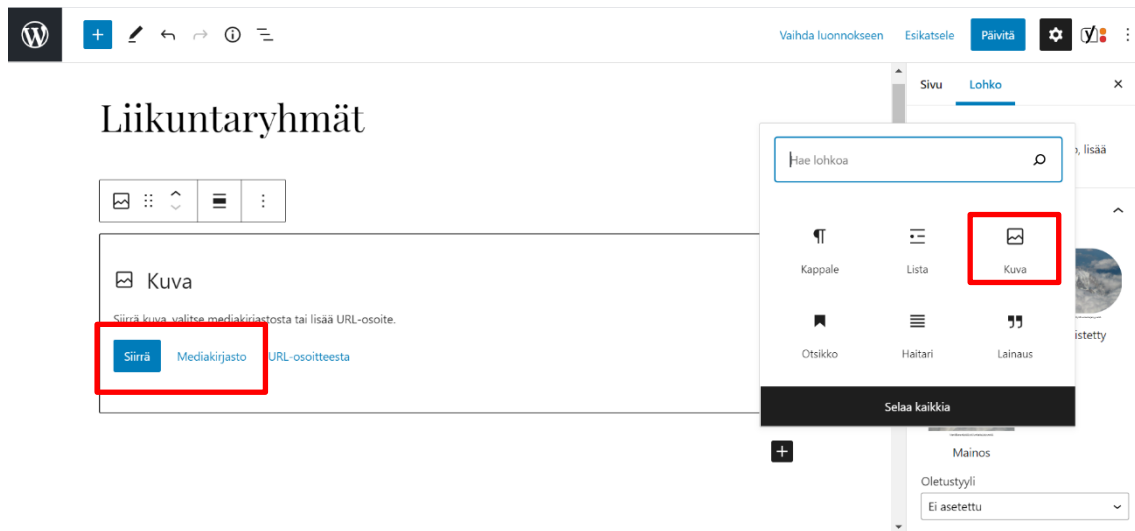 Vaihda luonnokseen Esikatsele Päivitä
Sivu Lohko
Liikuntaryhmät
Hae lohkoa
, lisää
Kappale Lista Kuva
Kuva
Siirrä kuva, valitse mediakirjastosta tai lisää URL-osoite.
Siirrä Mediakirjasto URL-osoitteesta
istetty
Otsikko Haitari Lainaus
Selaa kaikkia
Mainos
Oletustyyli
Ei asetettu